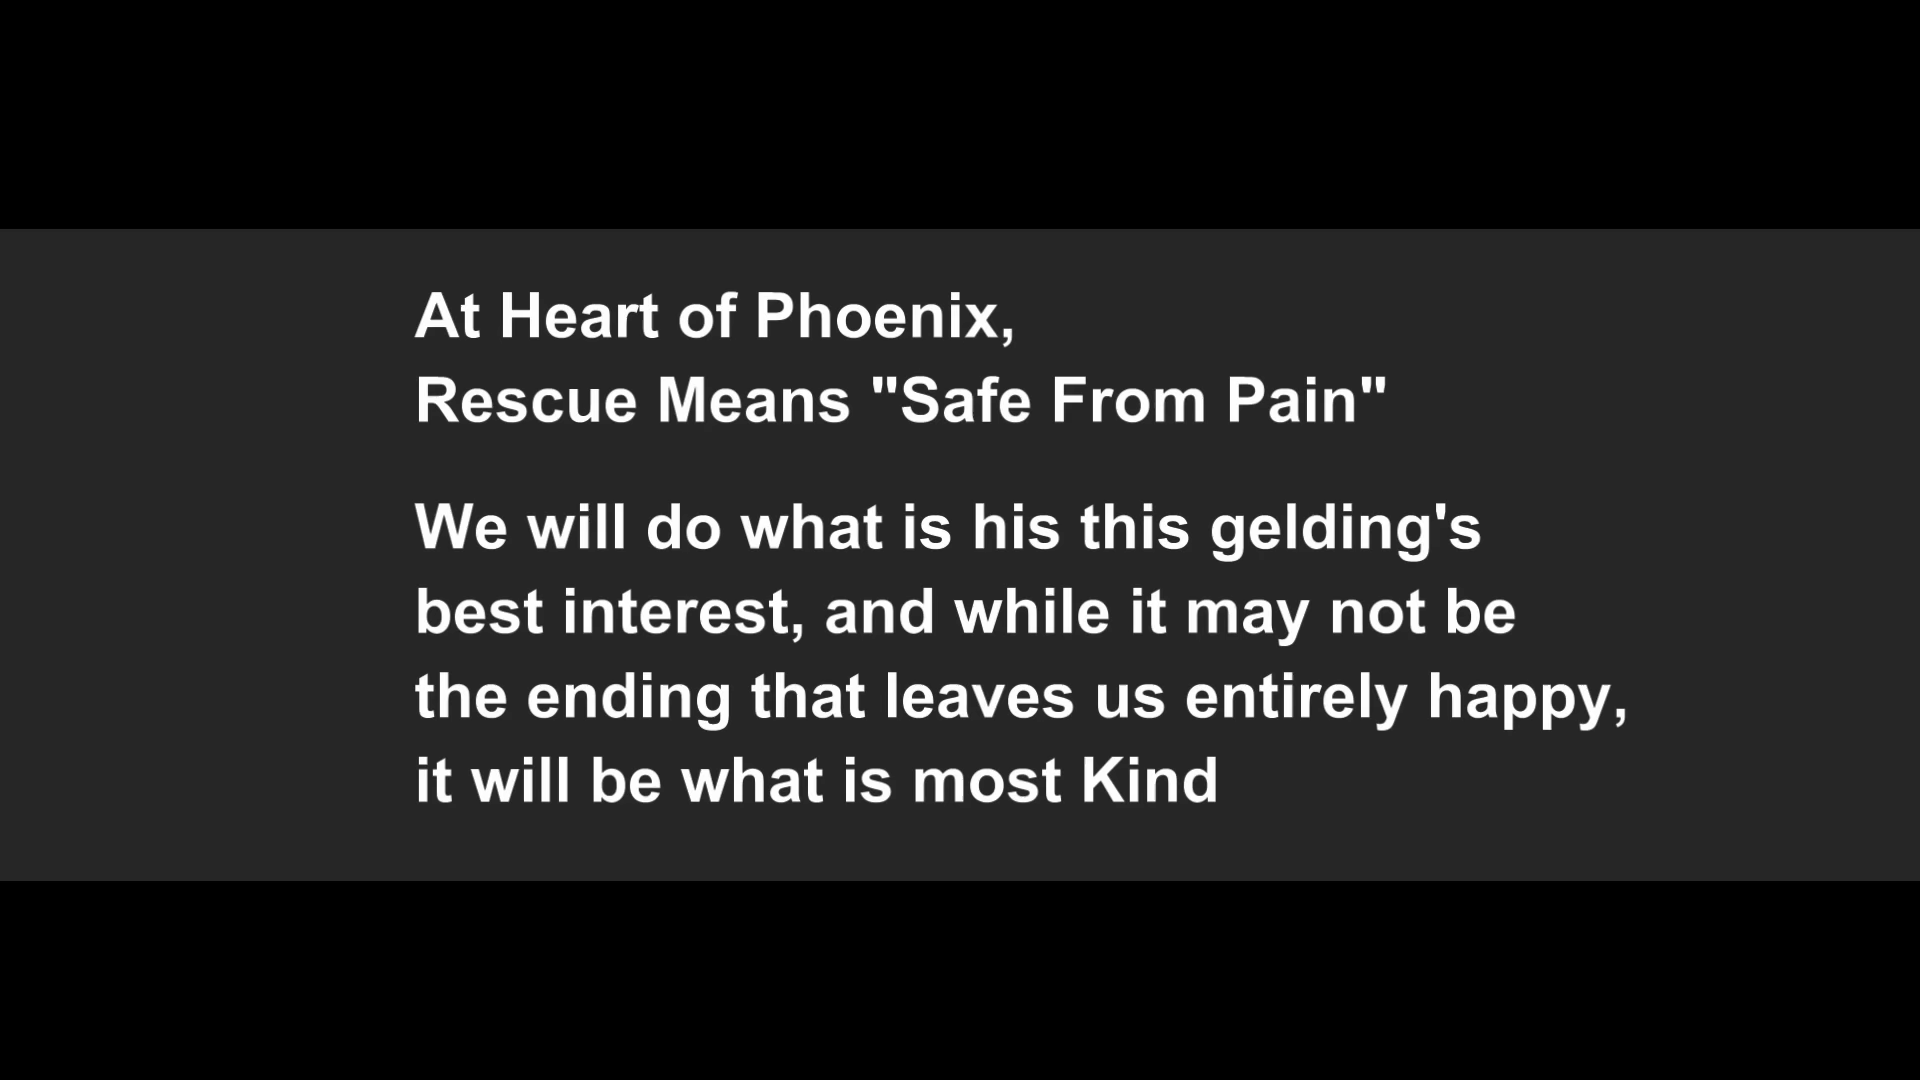 At Heart of Phoenix,
Rescue Means "Safe From Pain"
We will do what is his this gelding's
best interest, and while it may not be
the ending that leaves us entirely happy,
it will be what is most Kind